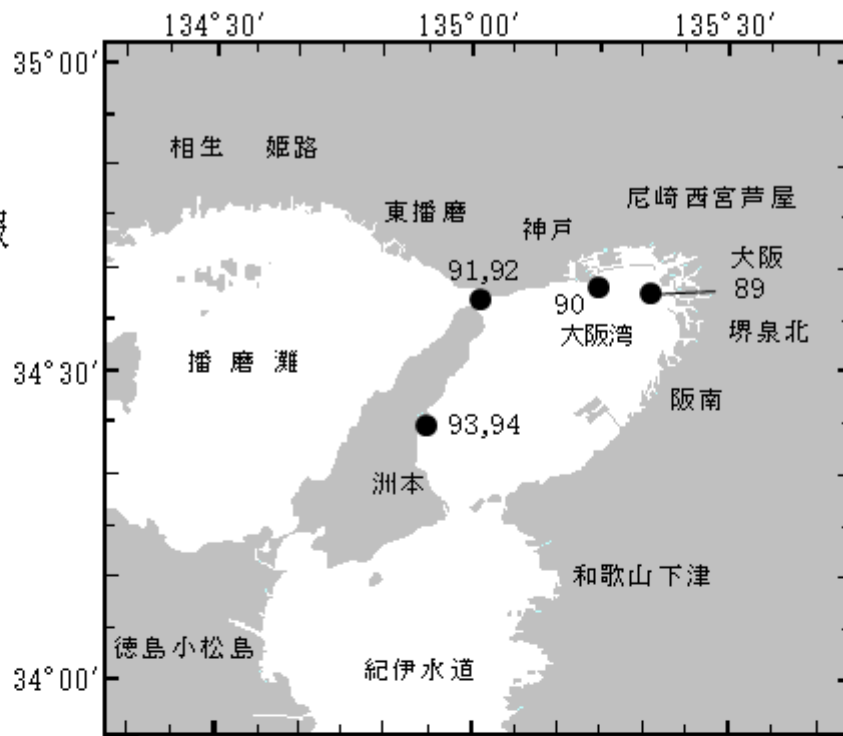 134°30′ 135°00′ 135°30′
35°00′
相生 姫路
尼崎西宮芦屋
東播磨
神戸
大阪
91,92
89
90
大阪湾
堺泉北
播磨灘
34°30′
阪南
93,94
洲本
和歌山下津
徳島小松島
紀伊水道
34°00′